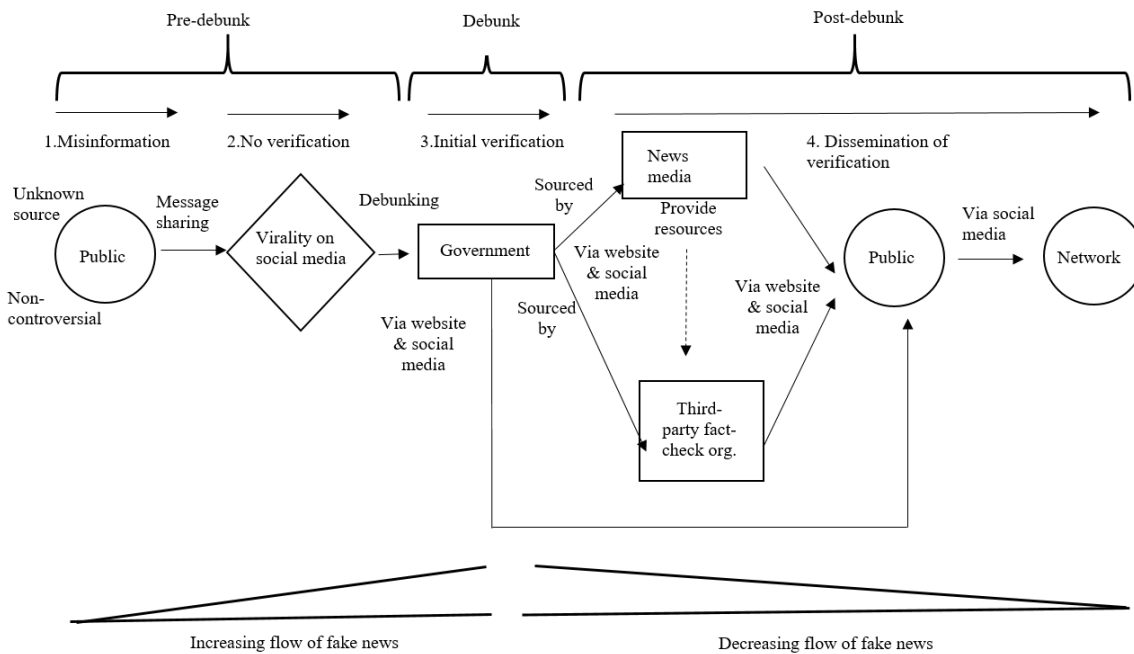 Pre-debunk
Debunk
Post-debunk
1.Misinformation
2.No verification
3.Initial verification
4. Dissemination of
verification
Unknown
source
Public
Non-
controversial
Message
sharing
Virality on
social media
Debunking
Government
Via website
& social
media
Sourced
by
Sourced
by
News
media
Provide
resources
Via website
& social
media
Third-
party fact-
check org.
Via website
& social
media
Public
Via social
media
Network
Increasing flow of fake news
Decreasing flow of fake news